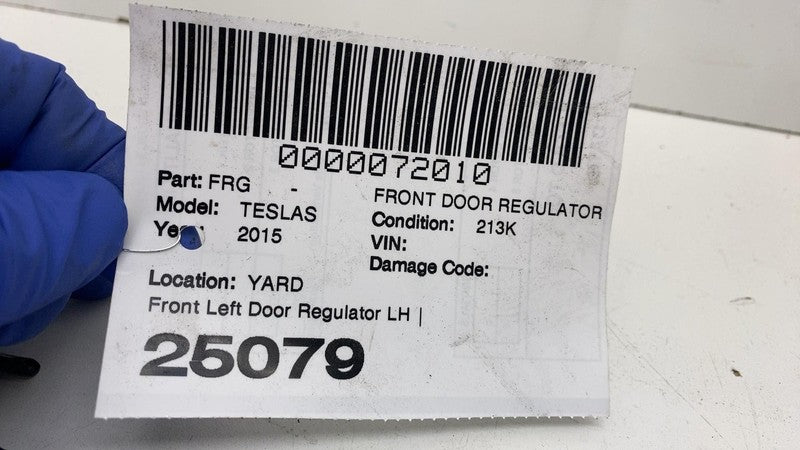 0000072010
Part: FRG - FRONT DOOR REGULATOR
Model: TESLAS Condition: 213K
2015 VIN:
Damage Code:
Location: YARD
Front Left Door Regulator LH |
25079